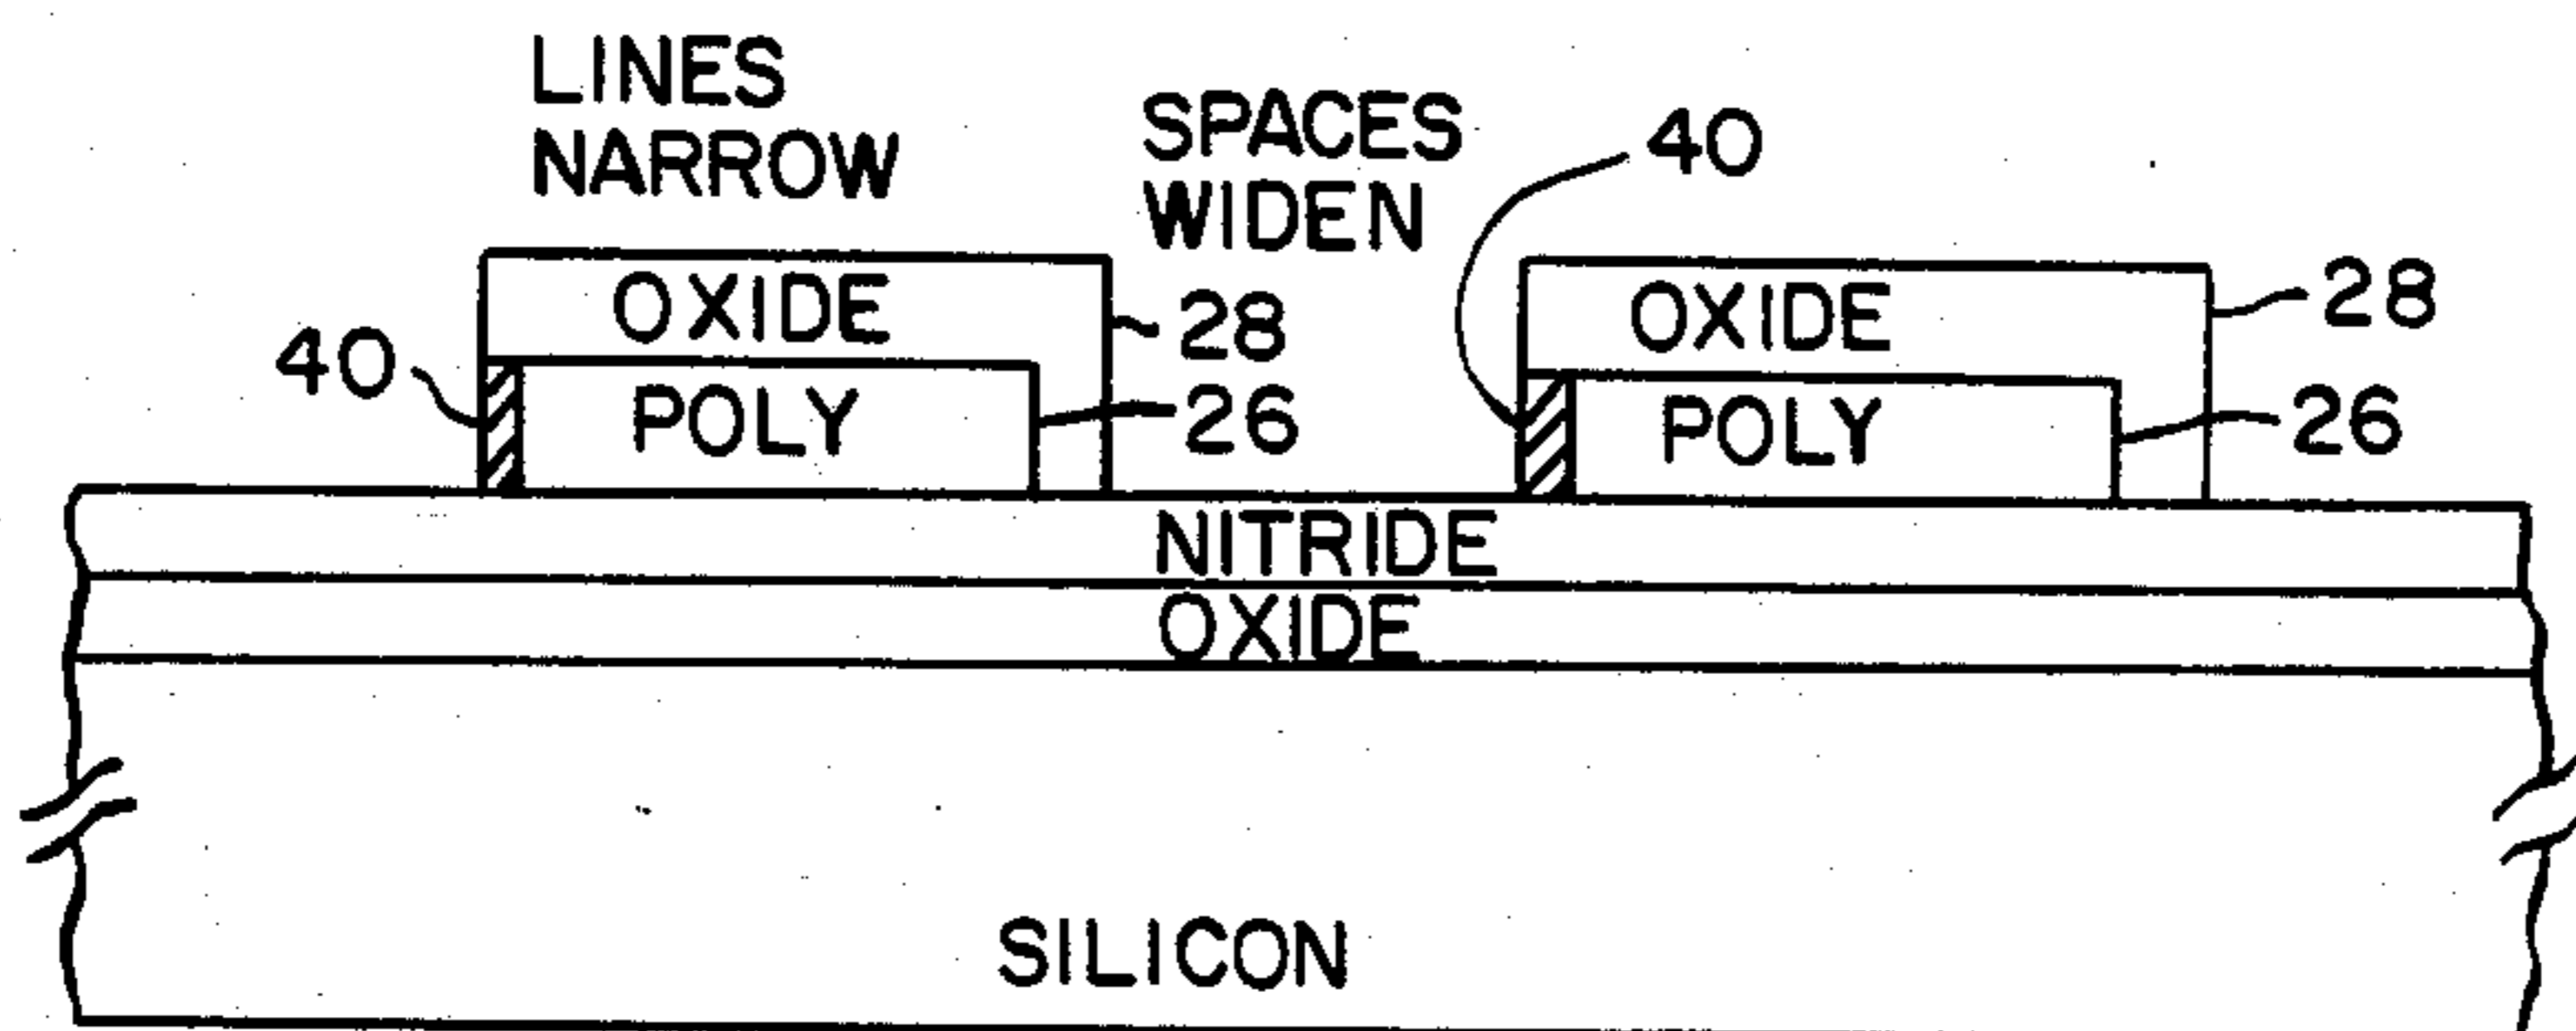 LINES
NARROW
SPACES
WIDEN
40
OXIDE
28
OXIDE
28
40
POLY
26
POLY
26
NITRIDE
OXIDE
SILICON